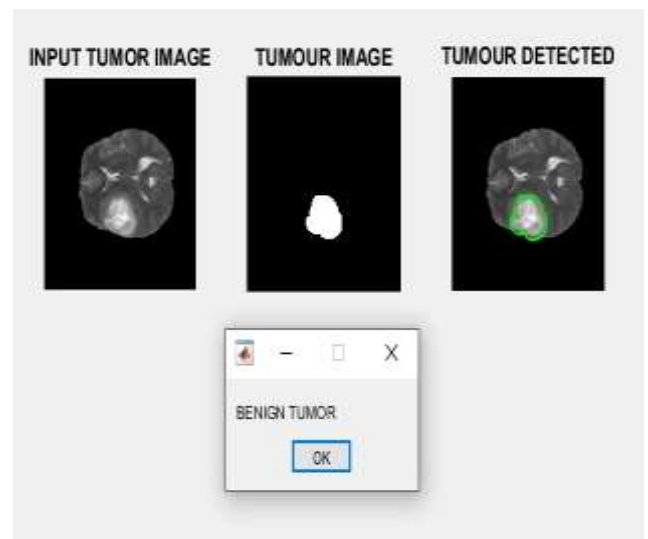 INPUT TUMOR IMAGE
TUMOUR IMAGE
TUMOUR DETECTED
BENIGN TUMOR
OK